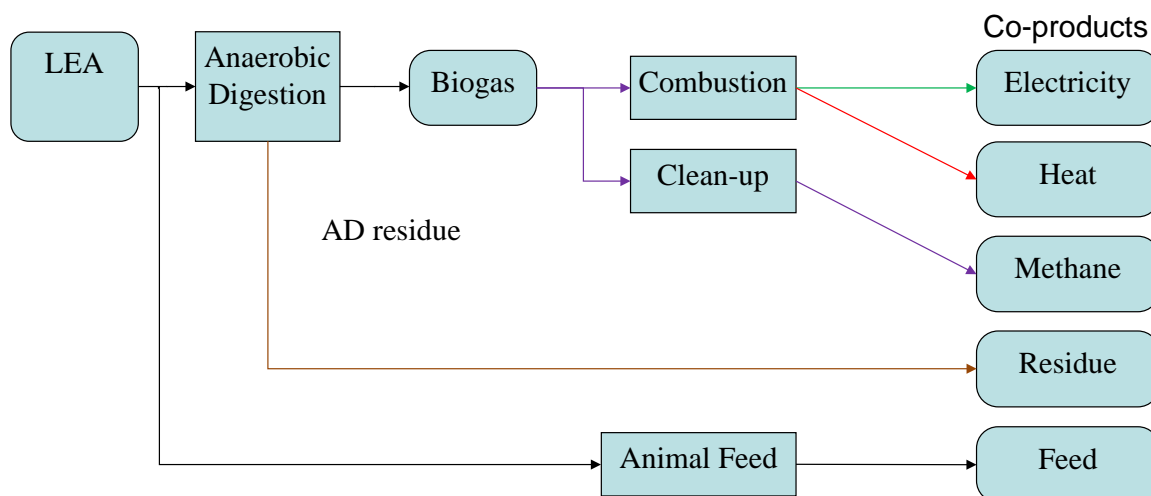 Co-products
LEA
Anaerobic
Digestion
Biogas
Combustion
Electricity
Clean-up
Heat
AD residue
Methane
Residue
Animal Feed
Feed